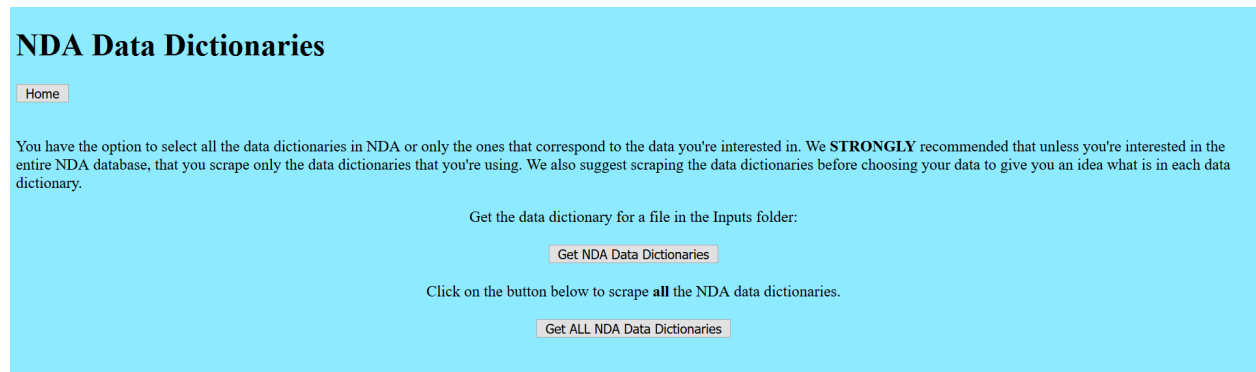 NDA Data Dictionaries
Home
You have the option to select all the data dictionaries in NDA or only the ones that correspond to the data you're interested in. We STRONGLY recommended that unless you're interested in the
entire NDA database, that you scrape only the data dictionaries that you're using. We also suggest scraping the data dictionaries before choosing your data to give you an idea what is in each data
dictionary.
Get the data dictionary for a file in the Inputs folder:
Get NDA Data Dictionaries
Click on the button below to scrape all the NDA data dictionaries.
Get ALL NDA Data Dictionaries